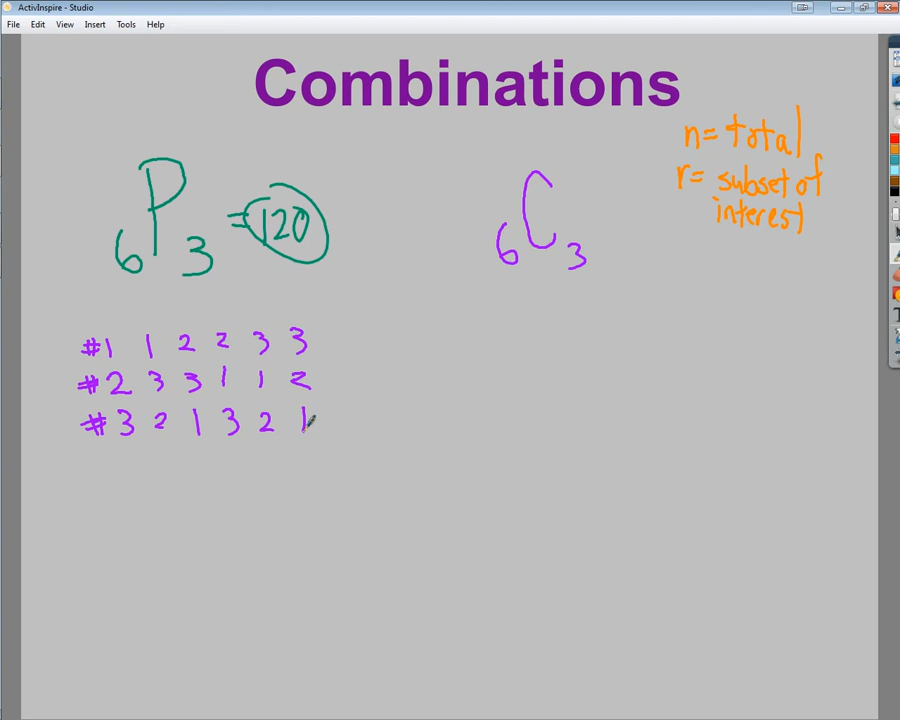 ActivInspire - Studio
File Edit View Insert Tools Help
Combinations
n= total
r= subset of
interest
6P3 = 120
6C3
#1 1 2 2 3 3
#2 3 3 1 1 2
#3 2 1 3 2 1